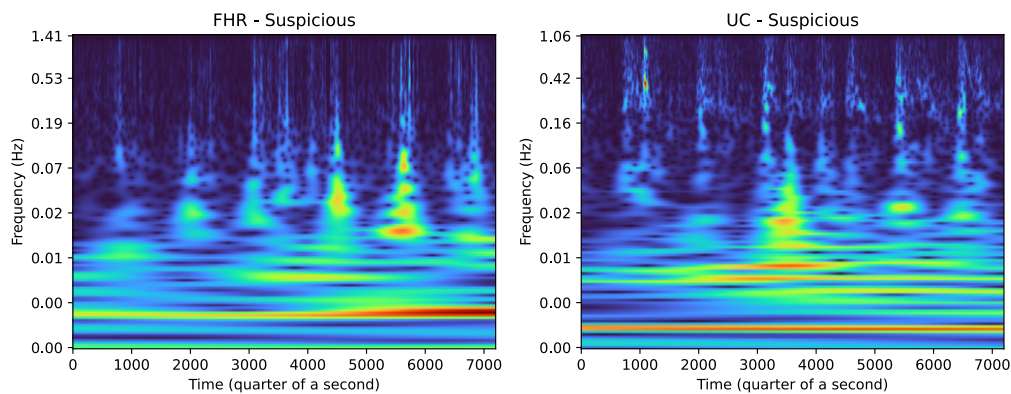 FHR - Suspicious
1.41
0.53
0.19
0.07
0.02
0.01
0.00
0.00
Frequency (Hz)
0 1000 2000 3000 4000 5000 6000 7000
Time (quarter of a second)
UC - Suspicious
1.06
0.42
0.16
0.06
0.02
0.01
0.00
0.00
Frequency (Hz)
0 1000 2000 3000 4000 5000 6000 7000
Time (quarter of a second)